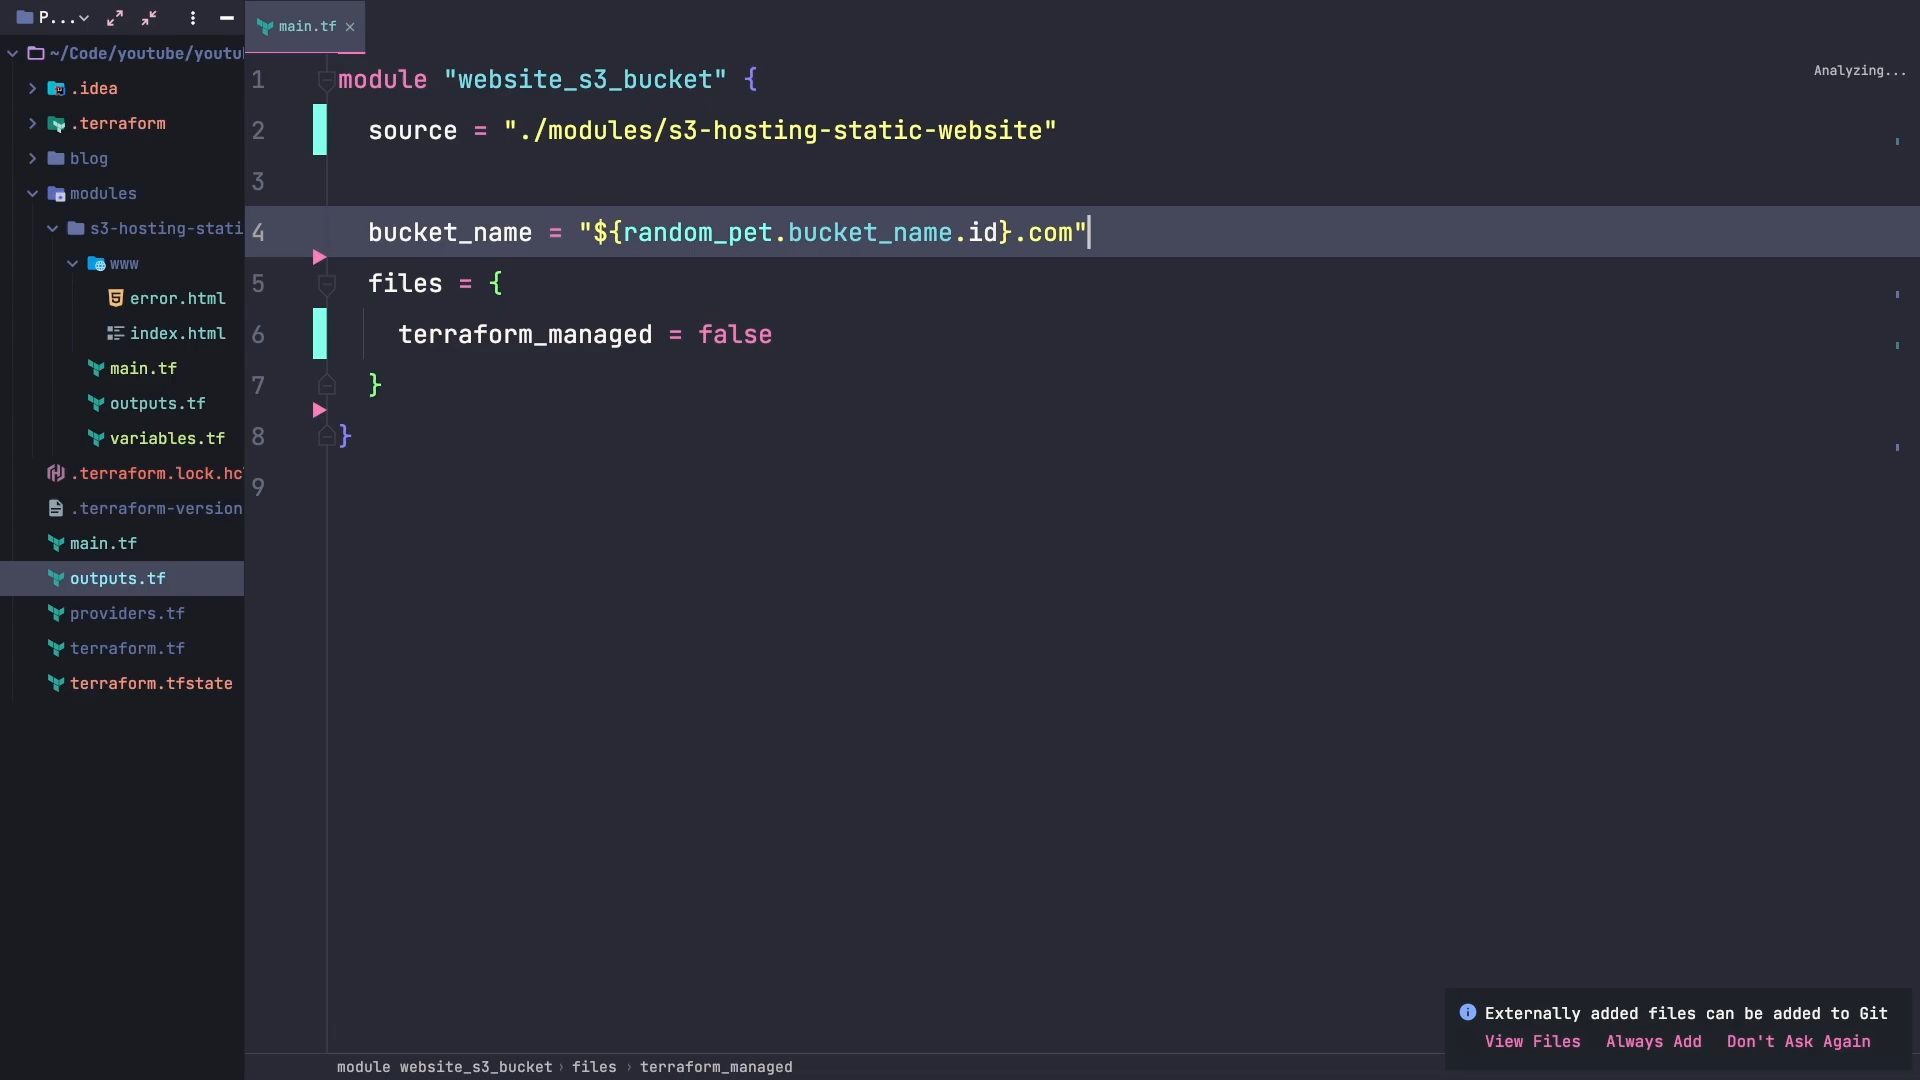 P...
~/Code/youtube/youtu
.idea
.terraform
blog
modules
s3-hosting-stati
www
error.html
index.html
main.tf
outputs.tf
variables.tf
.terraform.lock.hc
.terraform-version
main.tf
outputs.tf
providers.tf
terraform.tf
terraform.tfstate
main.tf
Analyzing...
1 module "website_s3_bucket" {
2 source = "./modules/s3-hosting-static-website"
3
4 bucket_name = "${random_pet.bucket_name.id}.com"
5 files = {
6 terraform_managed = false
7 }
8 }
9
Externally added files can be added to Git
View Files Always Add Don't Ask Again
module website_s3_bucket › files › terraform_managed